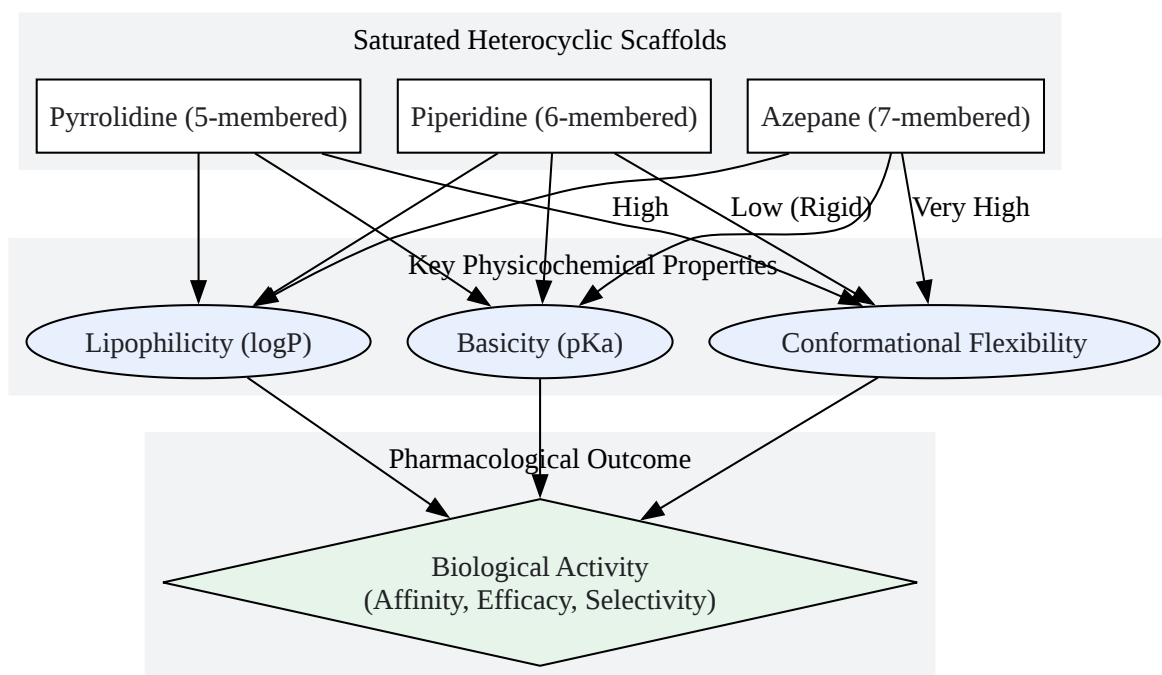 Saturated Heterocyclic Scaffolds
Pyrrolidine (5-membered)
Piperidine (6-membered)
Azepane (7-membered)
High
Low (Rigid)
Very High
Key Physicochemical Properties
Lipophilicity (logP)
Basicity (pKa)
Conformational Flexibility
Pharmacological Outcome
Biological Activity
(Affinity, Efficacy, Selectivity)